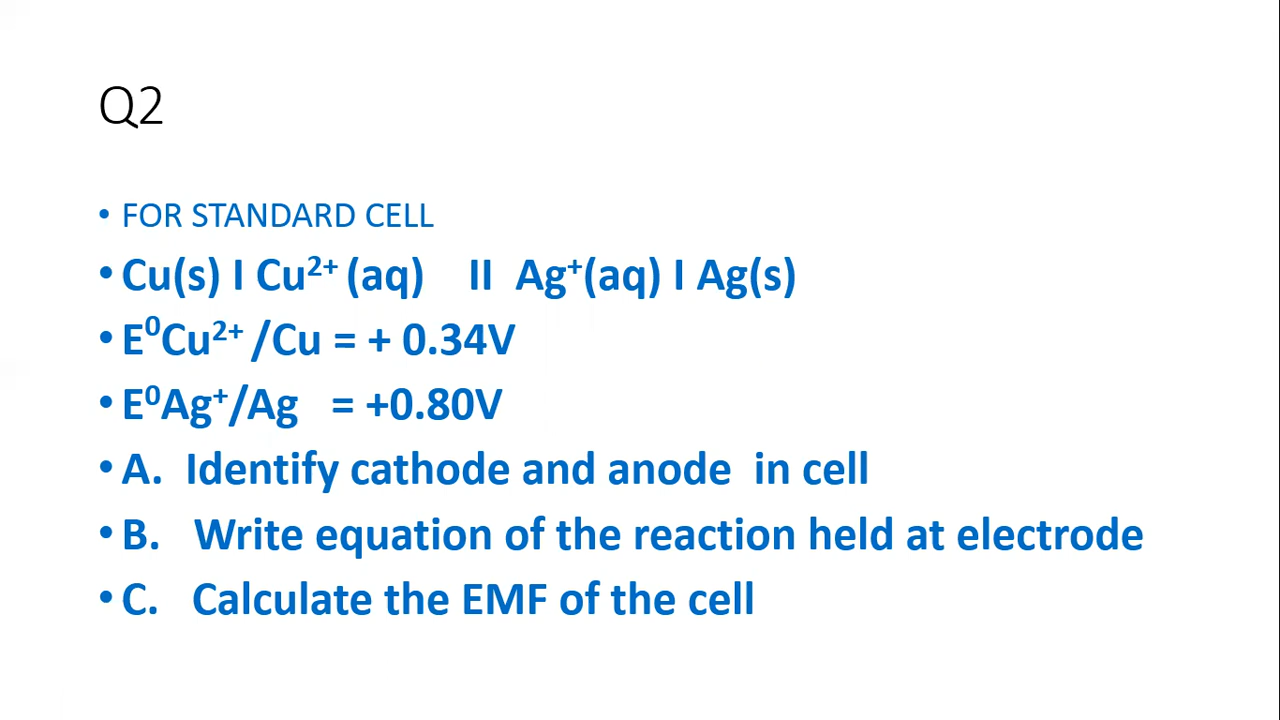 Q2
• FOR STANDARD CELL
• Cu(s) I Cu²⁺ (aq) II Ag⁺(aq) I Ag(s)
• E⁰Cu²⁺ /Cu = + 0.34V
• E⁰Ag⁺/Ag = +0.80V
• A. Identify cathode and anode in cell
• B. Write equation of the reaction held at electrode
• C. Calculate the EMF of the cell